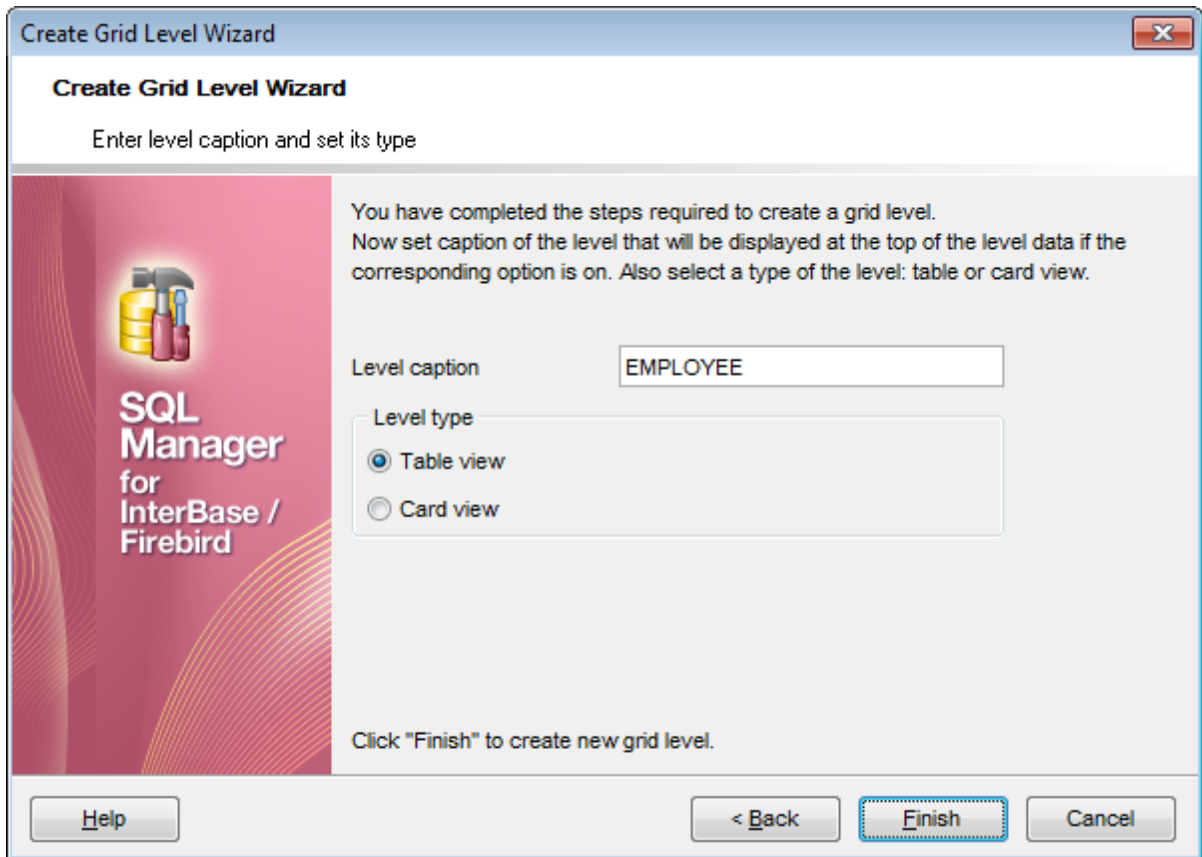 Create Grid Level Wizard
Create Grid Level Wizard
Enter level caption and set its type
You have completed the steps required to create a grid level.
Now set caption of the level that will be displayed at the top of the level data if the
corresponding option is on. Also select a type of the level: table or card view.
SQL
Manager
for
InterBase /
Firebird
Level caption
EMPLOYEE
Level type
Table view
Card view
Click "Finish" to create new grid level.
Help
< Back
Finish
Cancel